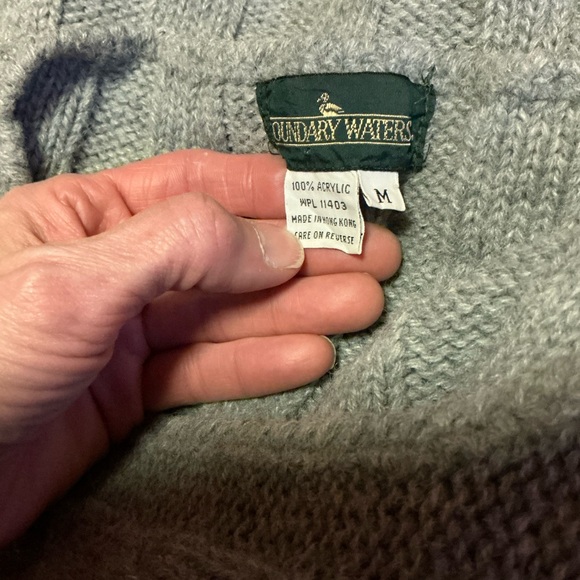 OUNDARY WATERS
100% ACRYLIC
WPL 11403
MADE IN HONG KONG
CARE ON REVERSE
M